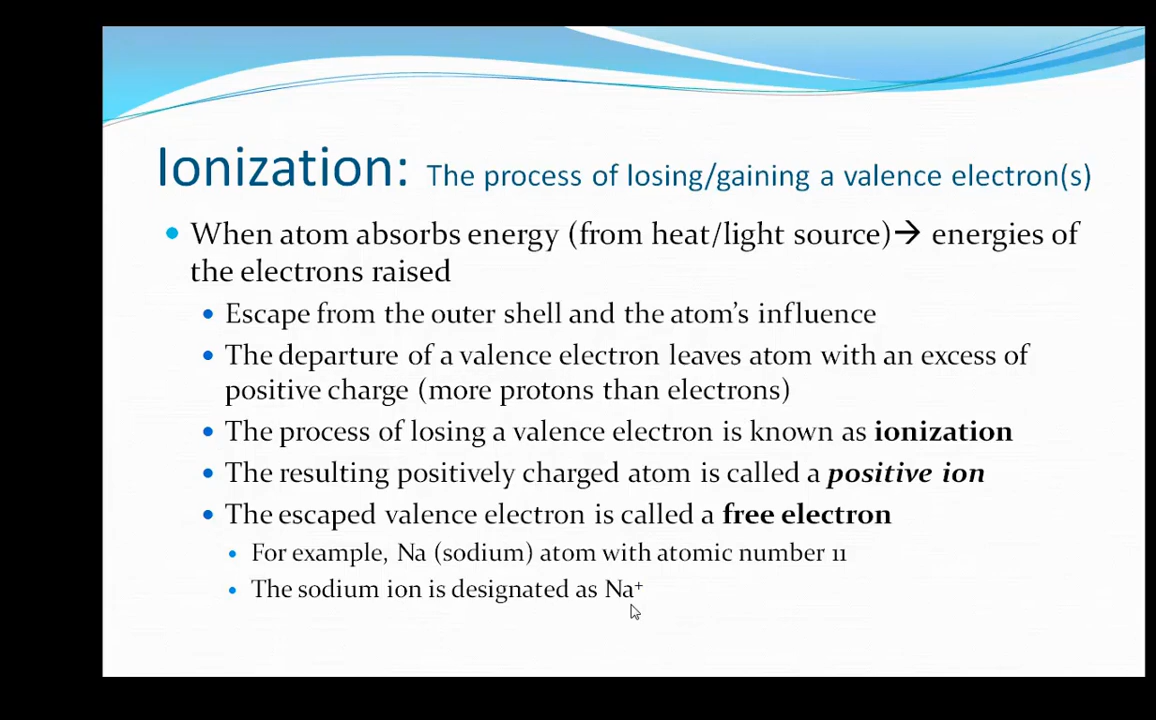 Ionization: The process of losing/gaining a valence electron(s)
• When atom absorbs energy (from heat/light source)→ energies of
the electrons raised
• Escape from the outer shell and the atom's influence
• The departure of a valence electron leaves atom with an excess of
positive charge (more protons than electrons)
• The process of losing a valence electron is known as ionization
• The resulting positively charged atom is called a positive ion
• The escaped valence electron is called a free electron
• For example, Na (sodium) atom with atomic number 11
• The sodium ion is designated as Na⁺